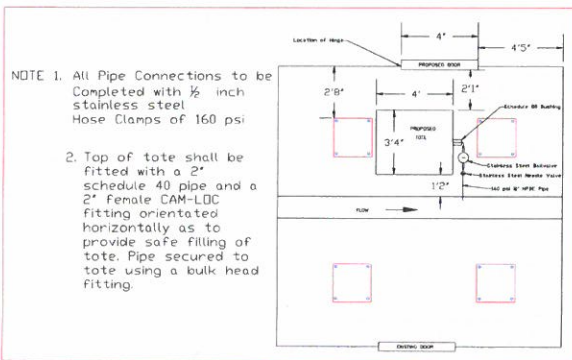 NOTE 1. All Pipe Connections to be
Completed with ½ inch
stainless steel
Hose Clamps of 160 psi
2. Top of tote shall be
fitted with a 2"
schedule 40 pipe and a
2" female CAM-LOC
fitting orientated
horizontally as to
provide safe filling of
tote. Pipe secured to
tote using a bulk head
fitting.
4"
Location of Hinge
4'5"
PROPOSED DOOR
2'8"
4'
2'1"
Schedule 80 Bushing
PROPOSED
TOTE
3'4"
Stainless Steel Ballvalve
Stainless Steel Needle Valve
160 psi
HPDE Pipe
1'2"
FLOW
EXISTING DOOR